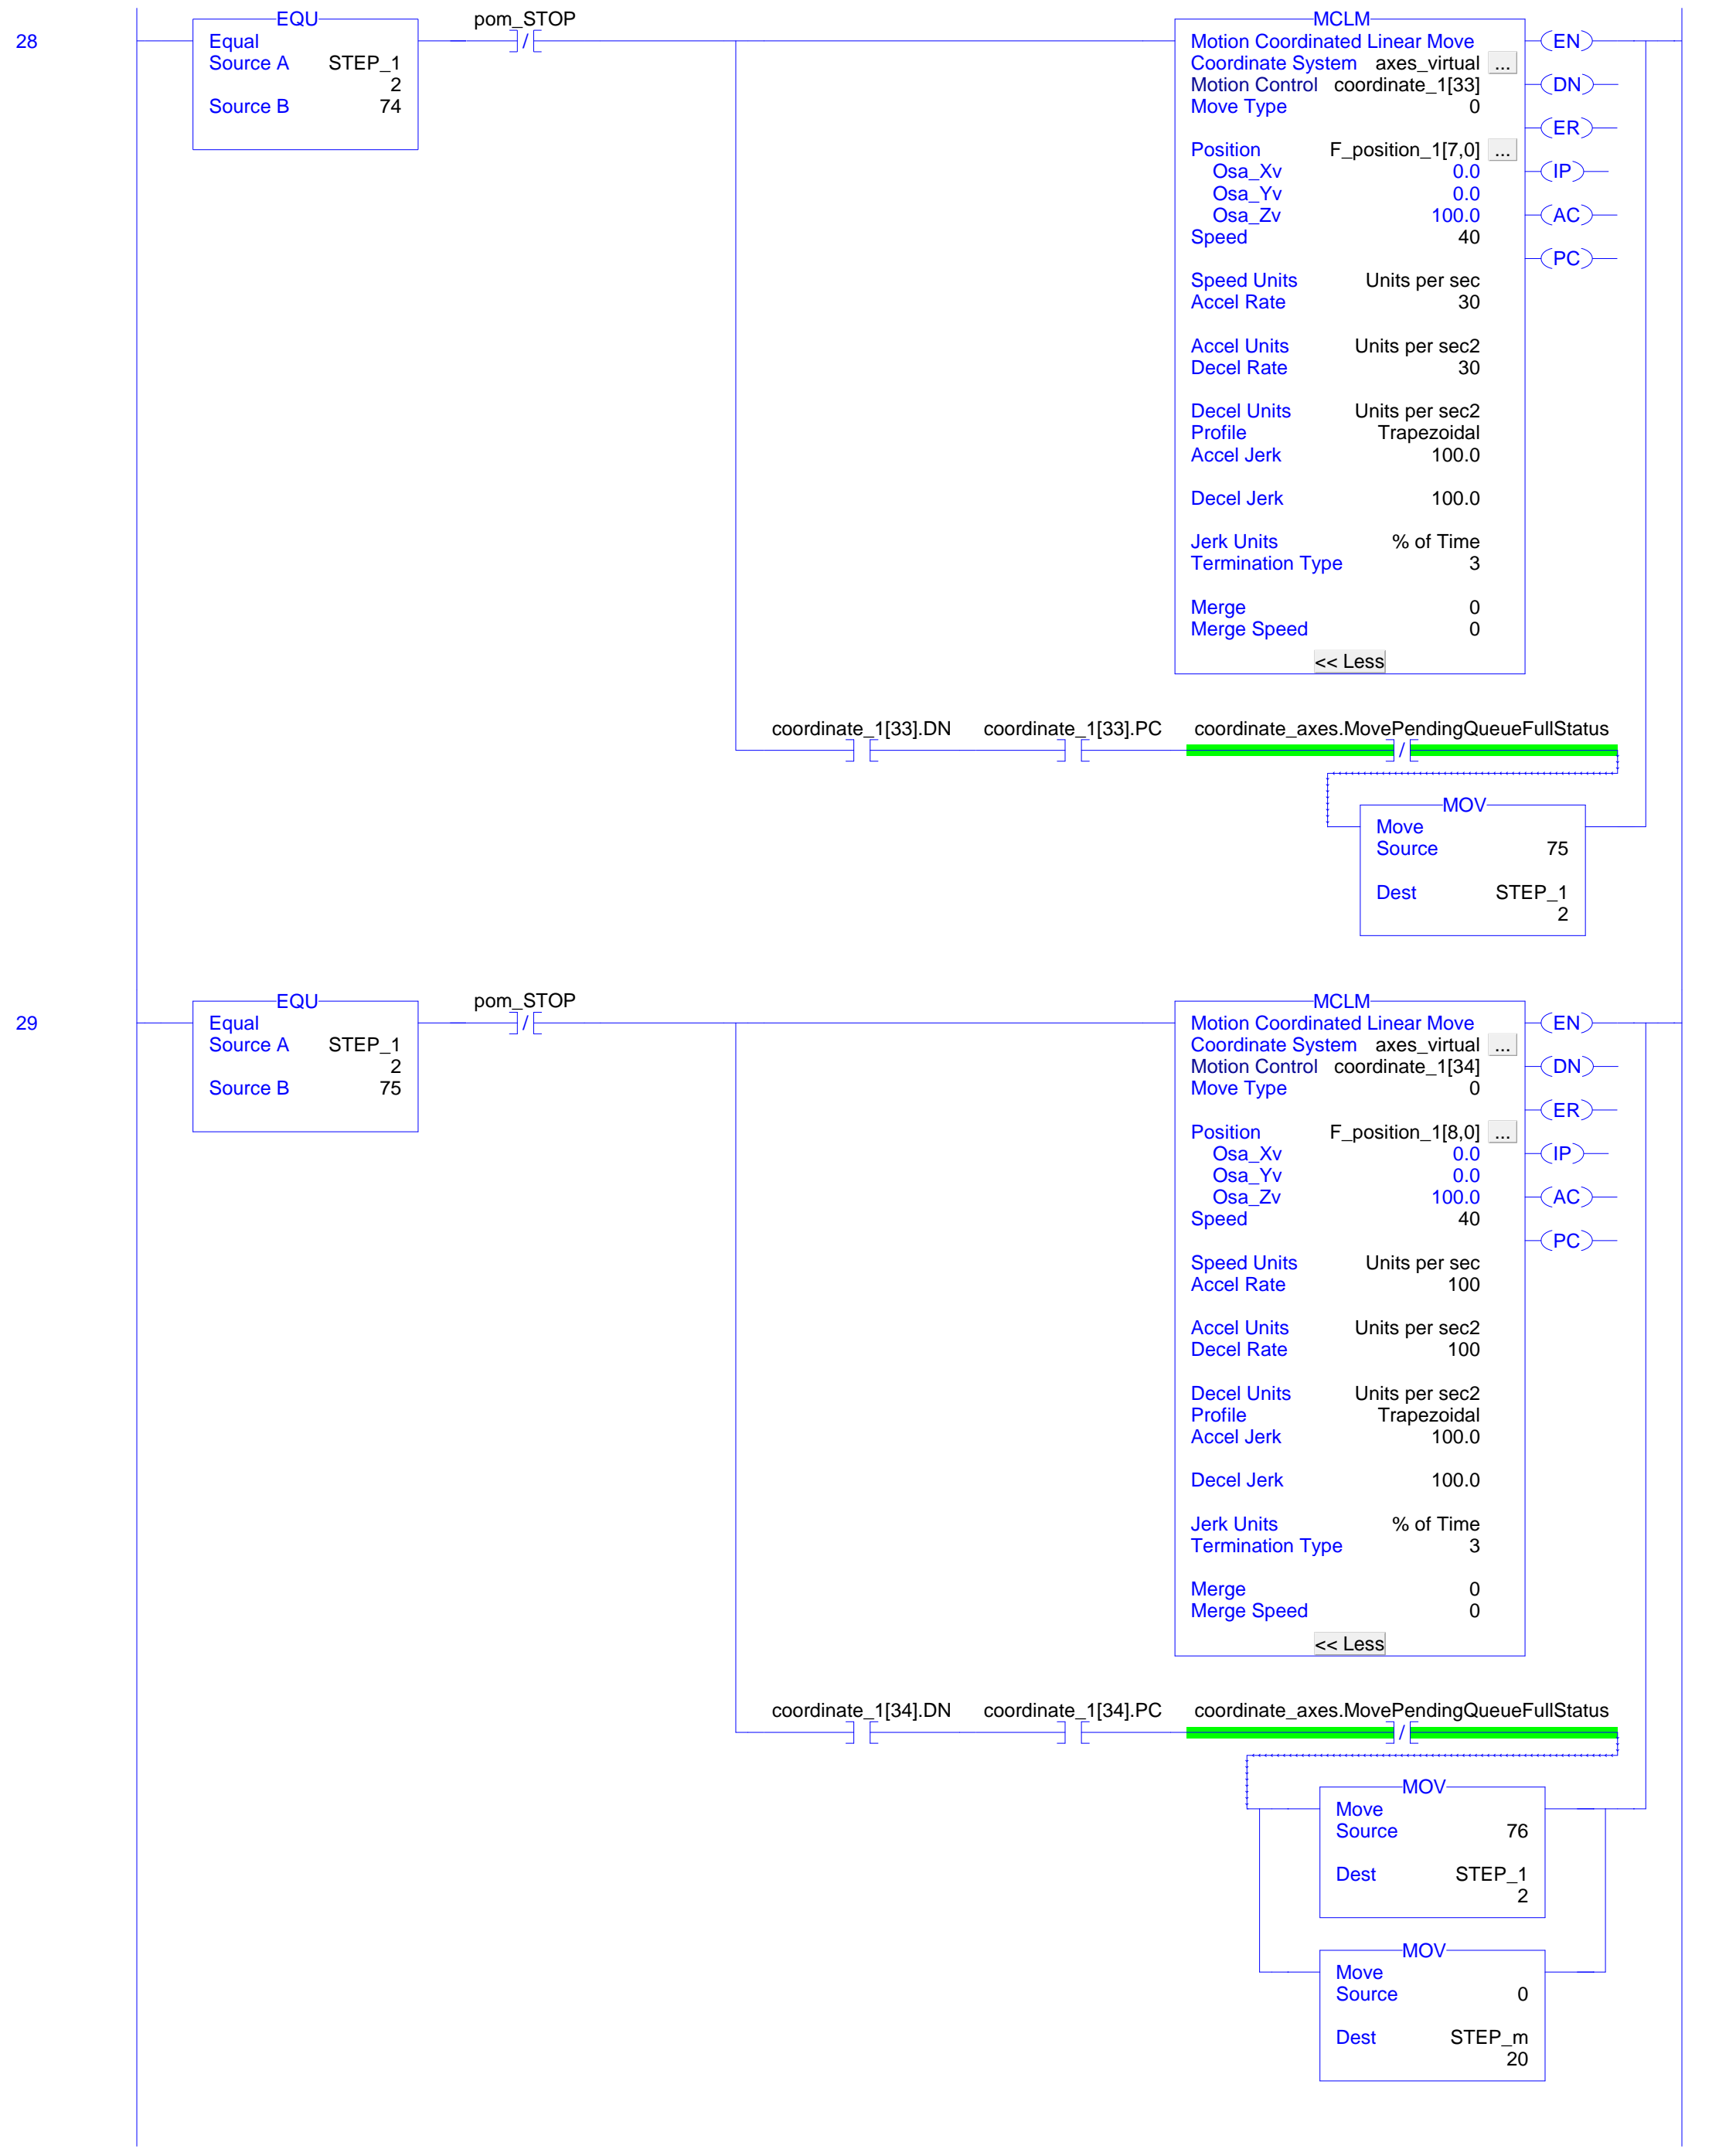 28
EQU
Equal
Source A STEP_1
2
Source B 74
pom_STOP
MCLM
Motion Coordinated Linear Move
Coordinate System axes_virtual ...
Motion Control coordinate_1[33]
Move Type 0
Position F_position_1[7,0] ...
Osa_Xv 0.0
Osa_Yv 0.0
Osa_Zv 100.0
Speed 40
Speed Units Units per sec
Accel Rate 30
Accel Units Units per sec2
Decel Rate 30
Decel Units Units per sec2
Profile Trapezoidal
Accel Jerk 100.0
Decel Jerk 100.0
Jerk Units % of Time
Termination Type 3
Merge 0
Merge Speed 0
<< Less
EN
DN
ER
IP
AC
PC
coordinate_1[33].DN coordinate_1[33].PC coordinate_axes.MovePendingQueueFullStatus
MOV
Move
Source 75
Dest STEP_1
2
29
EQU
Equal
Source A STEP_1
2
Source B 75
pom_STOP
MCLM
Motion Coordinated Linear Move
Coordinate System axes_virtual ...
Motion Control coordinate_1[34]
Move Type 0
Position F_position_1[8,0] ...
Osa_Xv 0.0
Osa_Yv 0.0
Osa_Zv 100.0
Speed 40
Speed Units Units per sec
Accel Rate 100
Accel Units Units per sec2
Decel Rate 100
Decel Units Units per sec2
Profile Trapezoidal
Accel Jerk 100.0
Decel Jerk 100.0
Jerk Units % of Time
Termination Type 3
Merge 0
Merge Speed 0
<< Less
EN
DN
ER
IP
AC
PC
coordinate_1[34].DN coordinate_1[34].PC coordinate_axes.MovePendingQueueFullStatus
MOV
Move
Source 76
Dest STEP_1
2
MOV
Move
Source 0
Dest STEP_m
20